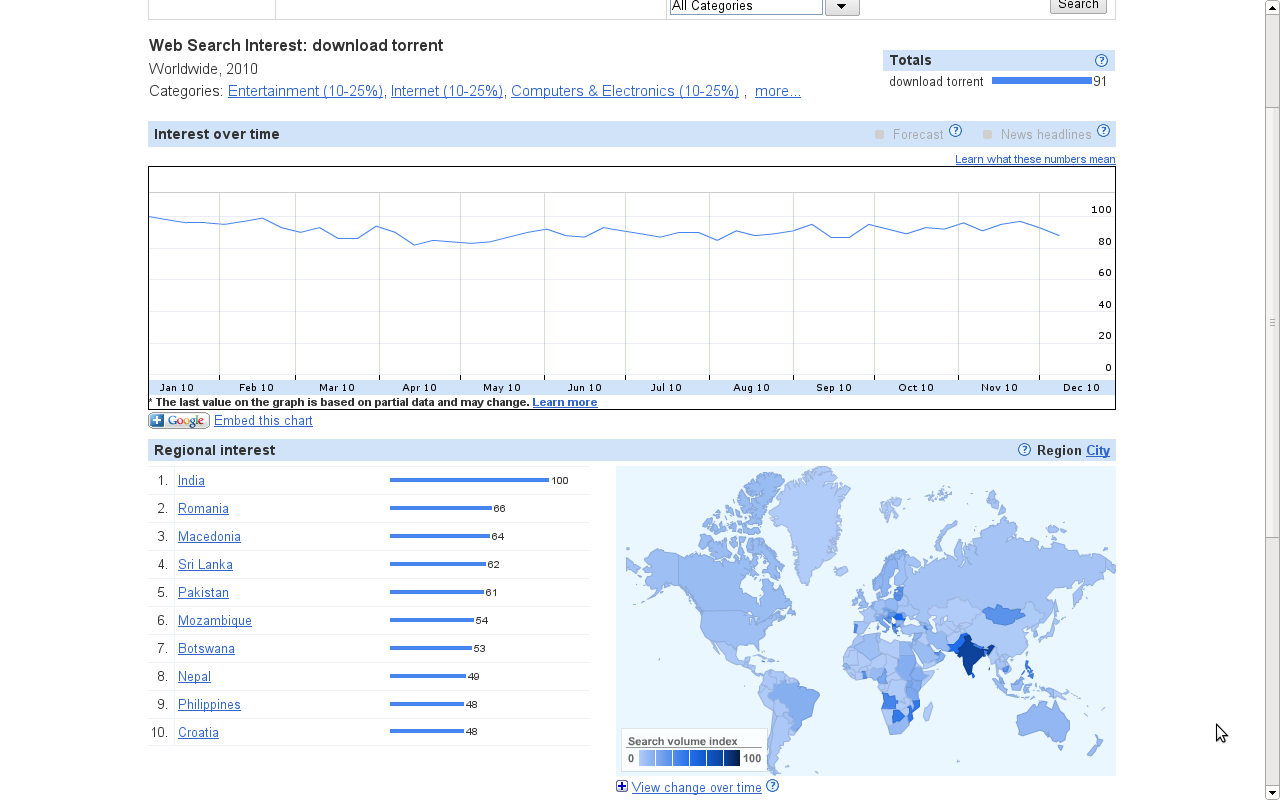 All Categories
Search
Web Search Interest: download torrent
Worldwide, 2010
Categories: Entertainment (10-25%), Internet (10-25%), Computers & Electronics (10-25%) , more...
Totals ?
download torrent 91
Interest over time
Forecast ? News headlines ?
Learn what these numbers mean
100
80
60
40
20
0
Jan 10 Feb 10 Mar 10 Apr 10 May 10 Jun 10 Jul 10 Aug 10 Sep 10 Oct 10 Nov 10 Dec 10
* The last value on the graph is based on partial data and may change. Learn more
Google Embed this chart
Regional interest
? Region City
1. India 100
2. Romania 66
3. Macedonia 64
4. Sri Lanka 62
5. Pakistan 61
6. Mozambique 54
7. Botswana 53
8. Nepal 49
9. Philippines 48
10. Croatia 48
Search volume index
0 100
View change over time ?